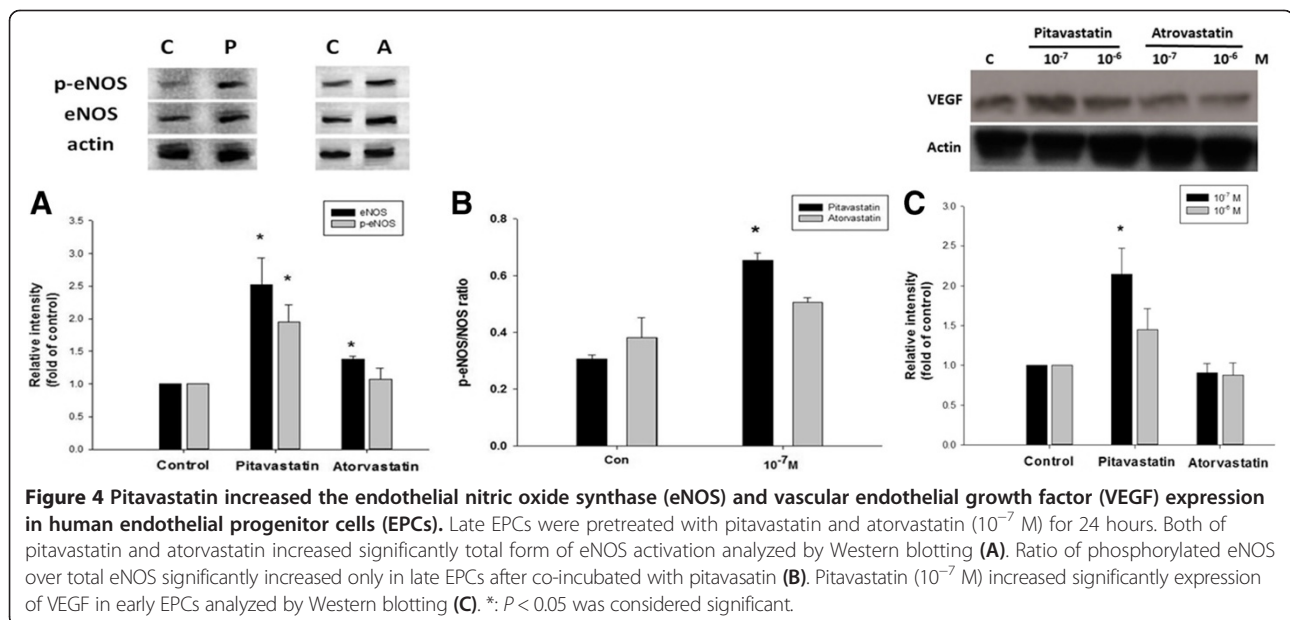 C P
C A
p-eNOS
eNOS
actin
Pitavastatin Atrovastatin
C 10⁻⁷ 10⁻⁶ 10⁻⁷ 10⁻⁶ M
VEGF
Actin
A
Relative intensity
(fold of control)
3.5
3.0
2.5
2.0
1.5
1.0
0.5
0.0
eNOS
p-eNOS
* * *
Control Pitavastatin Atorvastatin
B
p-eNOS/NOS ratio
0.8
0.6
0.4
0.2
0.0
Pitavastatin
Atorvastatin
*
Con 10⁻⁷M
C
Relative intensity
(fold of control)
3.0
2.5
2.0
1.5
1.0
0.5
0.0
10⁻⁷ M
10⁻⁶ M
*
Control Pitavastatin Atorvastatin
Figure 4 Pitavastatin increased the endothelial nitric oxide synthase (eNOS) and vascular endothelial growth factor (VEGF) expression
in human endothelial progenitor cells (EPCs). Late EPCs were pretreated with pitavastatin and atorvastatin (10⁻⁷ M) for 24 hours. Both of
pitavastatin and atorvastatin increased significantly total form of eNOS activation analyzed by Western blotting (A). Ratio of phosphorylated eNOS
over total eNOS significantly increased only in late EPCs after co-incubated with pitavasatin (B). Pitavastatin (10⁻⁷ M) increased significantly expression
of VEGF in early EPCs analyzed by Western blotting (C). *: P < 0.05 was considered significant.